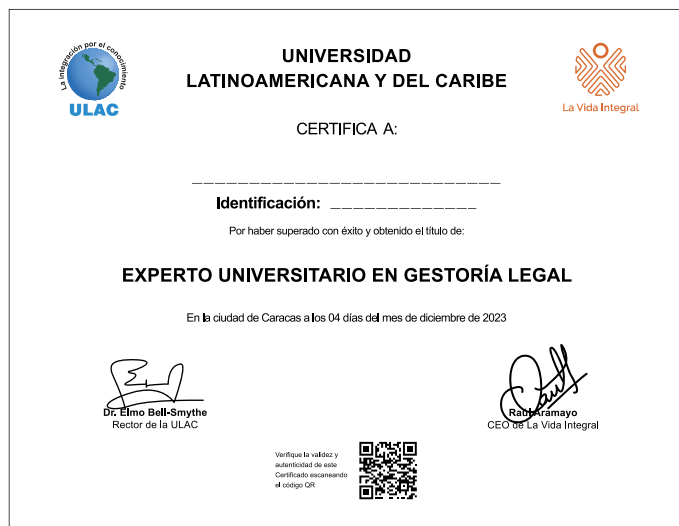 La integración por el conocimiento
ULAC
UNIVERSIDAD
LATINOAMERICANA Y DEL CARIBE
La Vida Integral
CERTIFICA A:
____________________________
Identificación: ______________
Por haber superado con éxito y obtenido el título de:
EXPERTO UNIVERSITARIO EN GESTORÍA LEGAL
En la ciudad de Caracas a los 04 días del mes de diciembre de 2023
Dr. Elmo Bell-Smythe
Rector de la ULAC
Raúl Aramayo
CEO de La Vida Integral
Verifique la validez y
autenticidad de este
Certificado escaneando
el código QR